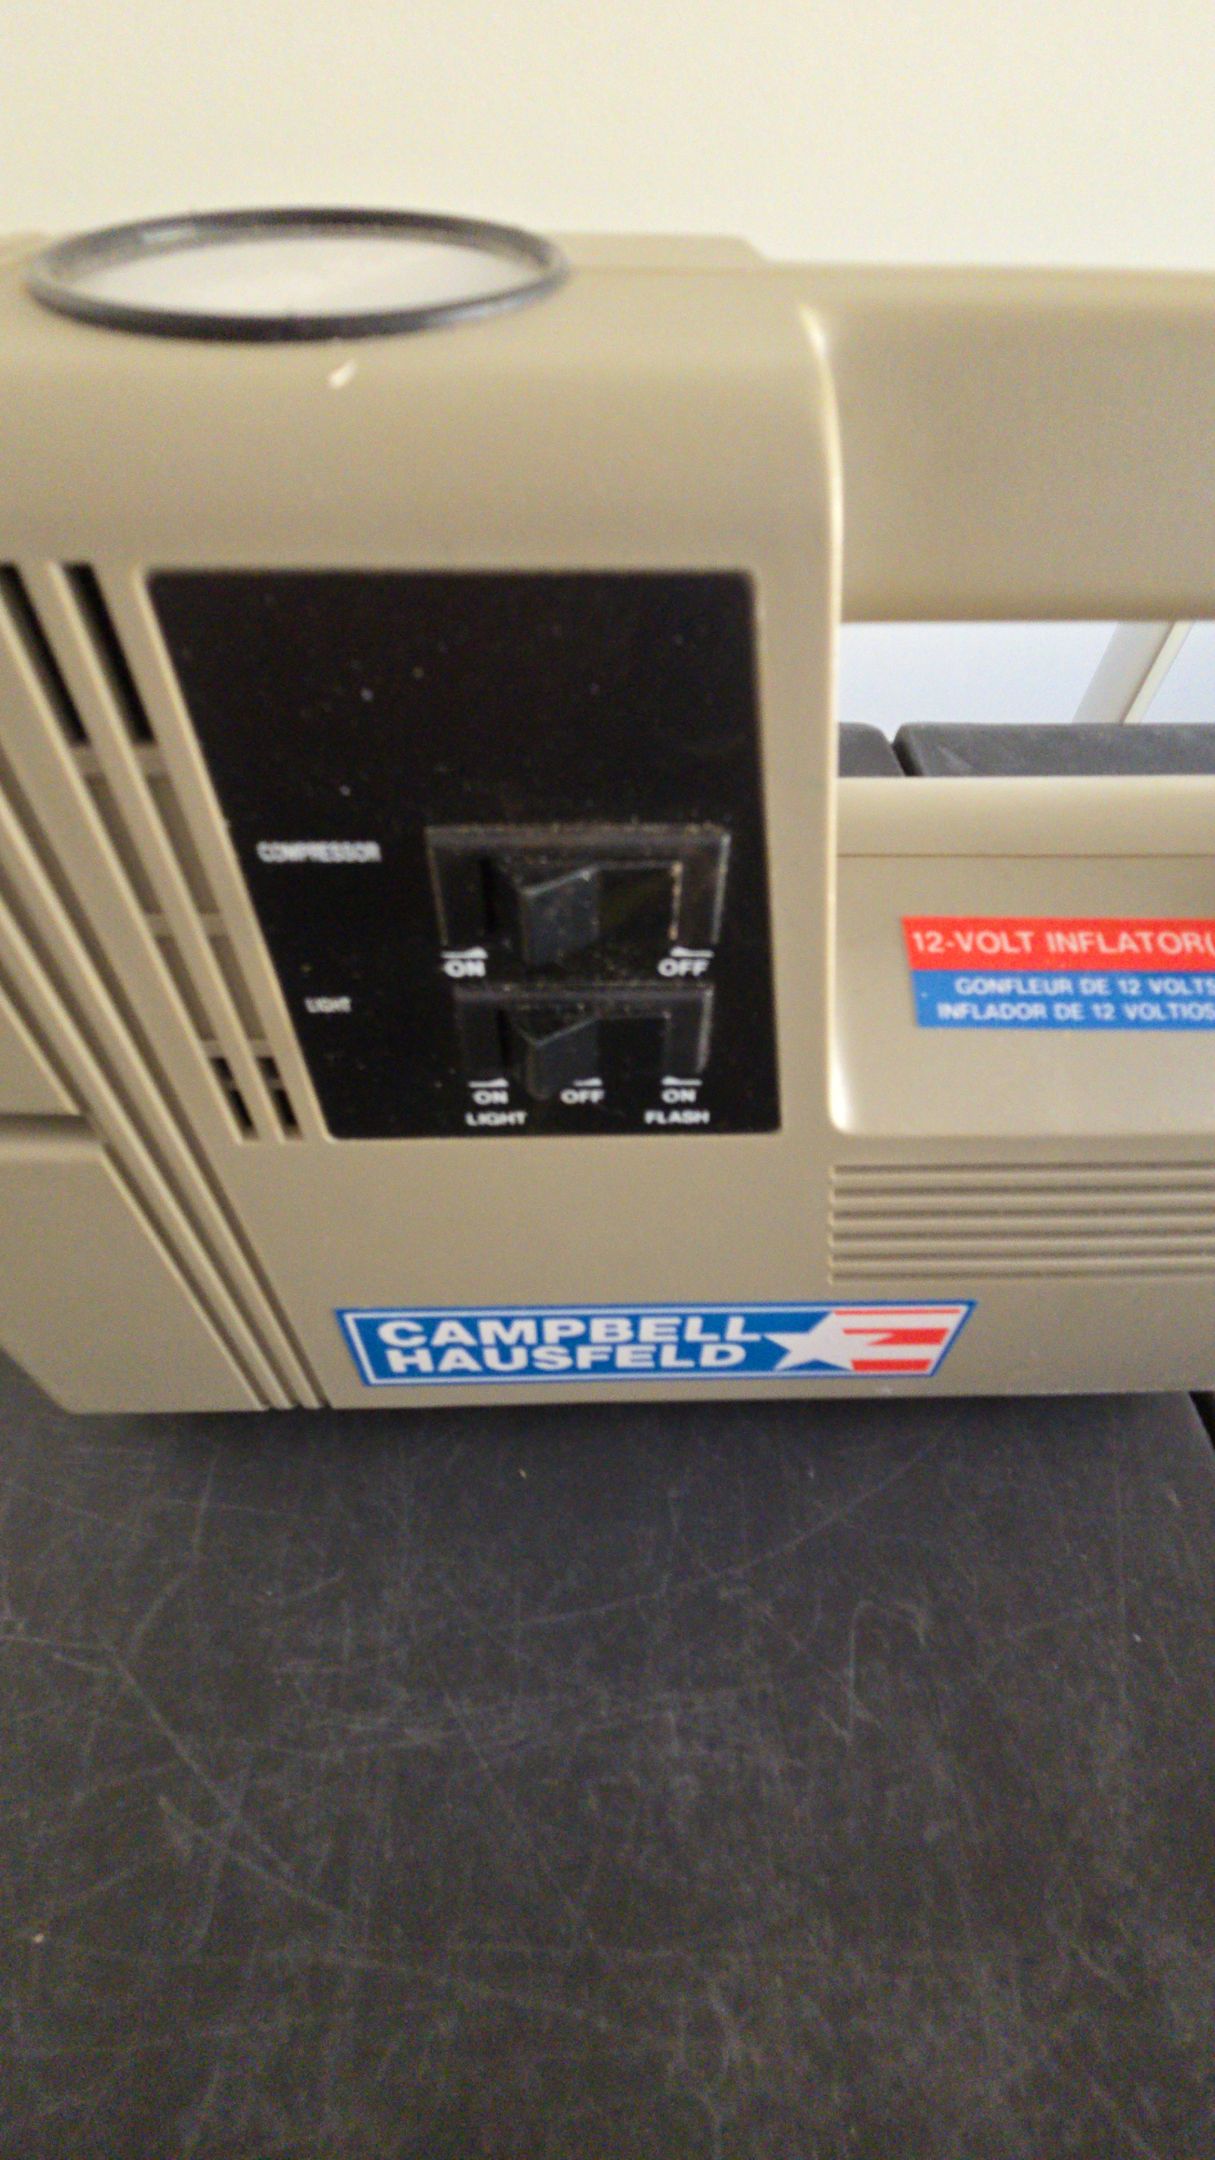 COMPRESSOR
ON OFF
LIGHT
ON OFF ON
LIGHT FLASH
12-VOLT INFLATOR(
GONFLEUR DE 12 VOLTS
INFLADOR DE 12 VOLTIOS
CAMPBELL
HAUSFELD